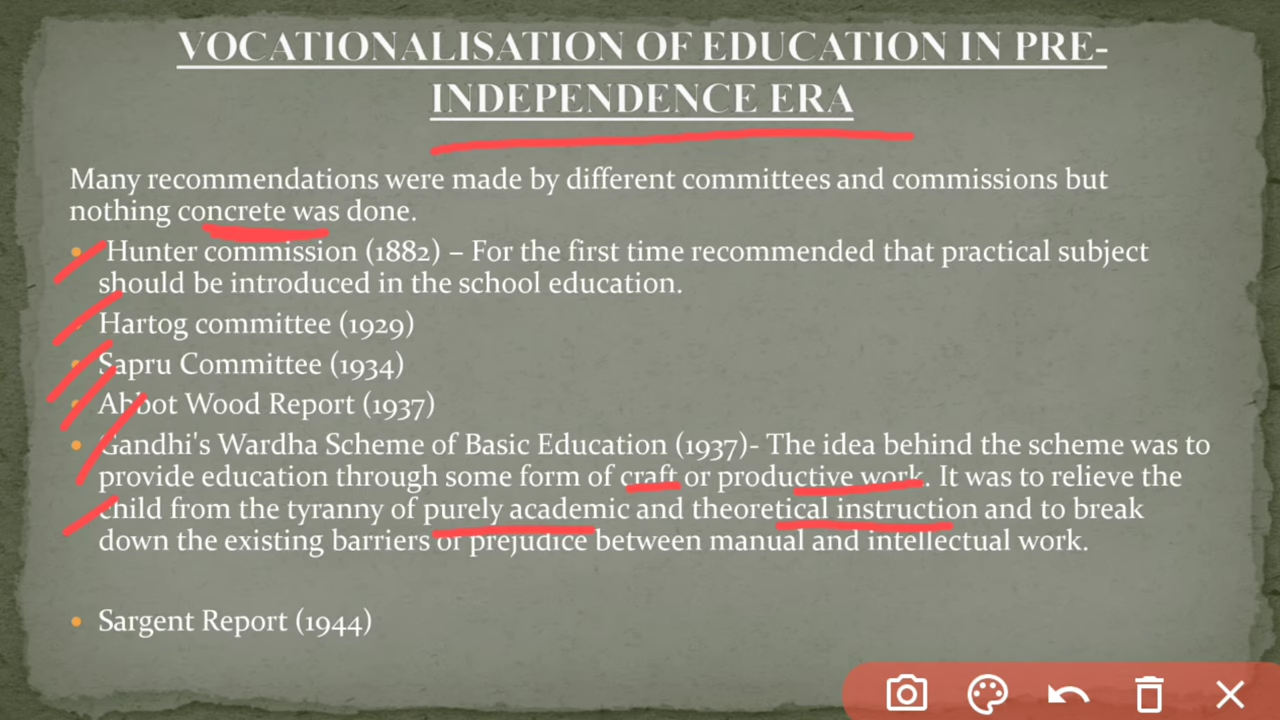 VOCATIONALISATION OF EDUCATION IN PRE-
INDEPENDENCE ERA
Many recommendations were made by different committees and commissions but
nothing concrete was done.
• Hunter commission (1882) – For the first time recommended that practical subject
should be introduced in the school education.
• Hartog committee (1929)
• Sapru Committee (1934)
• Abbot Wood Report (1937)
• Gandhi's Wardha Scheme of Basic Education (1937)- The idea behind the scheme was to
provide education through some form of craft or productive work. It was to relieve the
child from the tyranny of purely academic and theoretical instruction and to break
down the existing barriers of prejudice between manual and intellectual work.
• Sargent Report (1944)